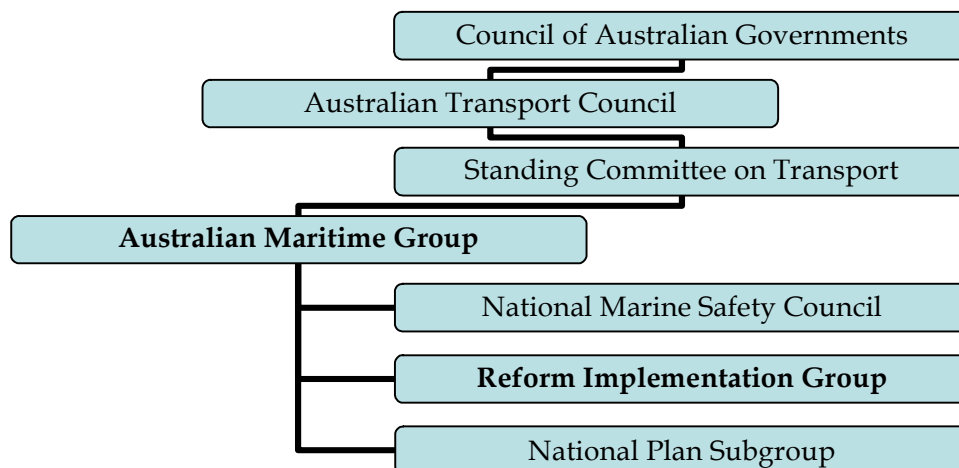 Council of Australian Governments
Australian Transport Council
Standing Committee on Transport
Australian Maritime Group
National Marine Safety Council
Reform Implementation Group
National Plan Subgroup